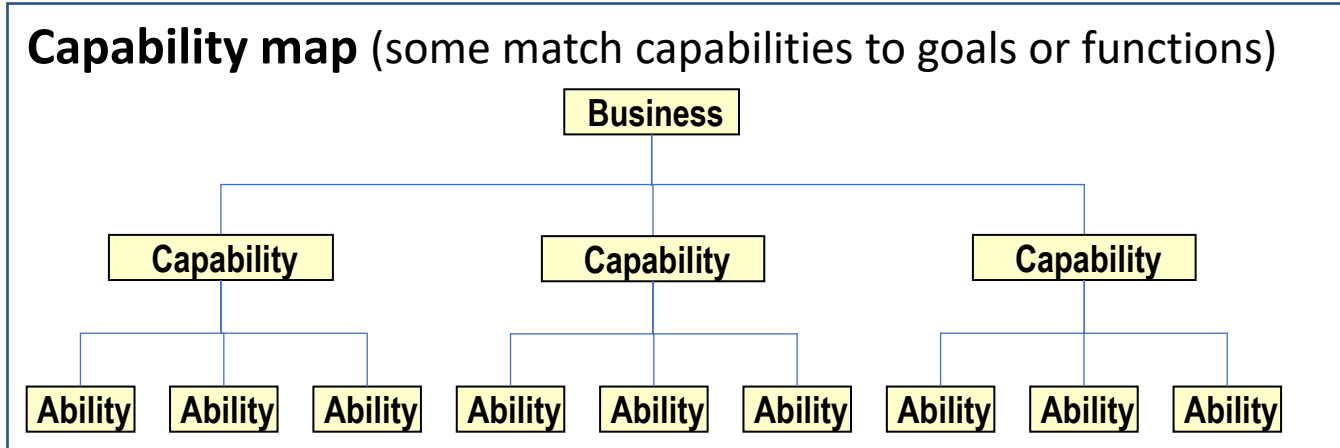 Capability map (some match capabilities to goals or functions)
Business
Capability Capability Capability
Ability Ability Ability Ability Ability Ability Ability Ability Ability